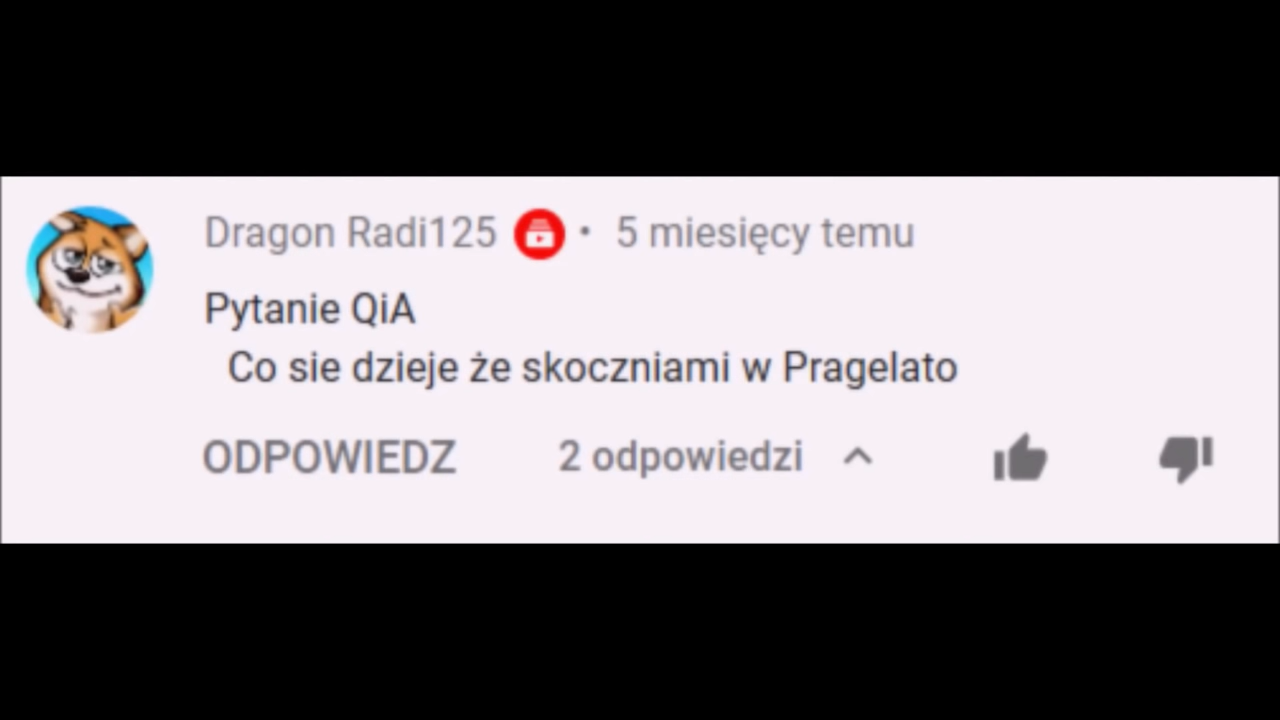 Dragon Radi125 • 5 miesięcy temu
Pytanie QiA
Co sie dzieje że skoczniami w Pragelato
ODPOWIEDZ 2 odpowiedzi